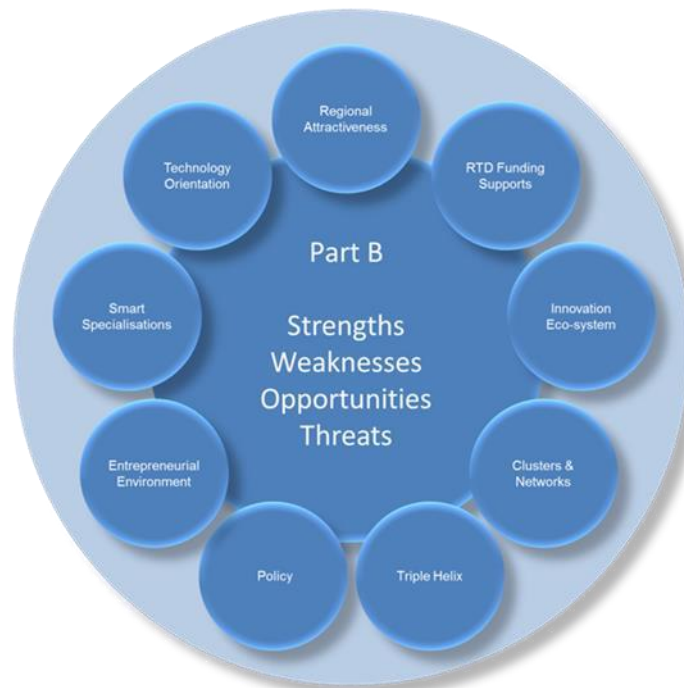 Regional
Attractiveness
RTD Funding
Supports
Innovation
Eco-system
Clusters &
Networks
Triple Helix
Policy
Entrepreneurial
Environment
Smart
Specialisations
Technology
Orientation
Part B
Strengths
Weaknesses
Opportunities
Threats